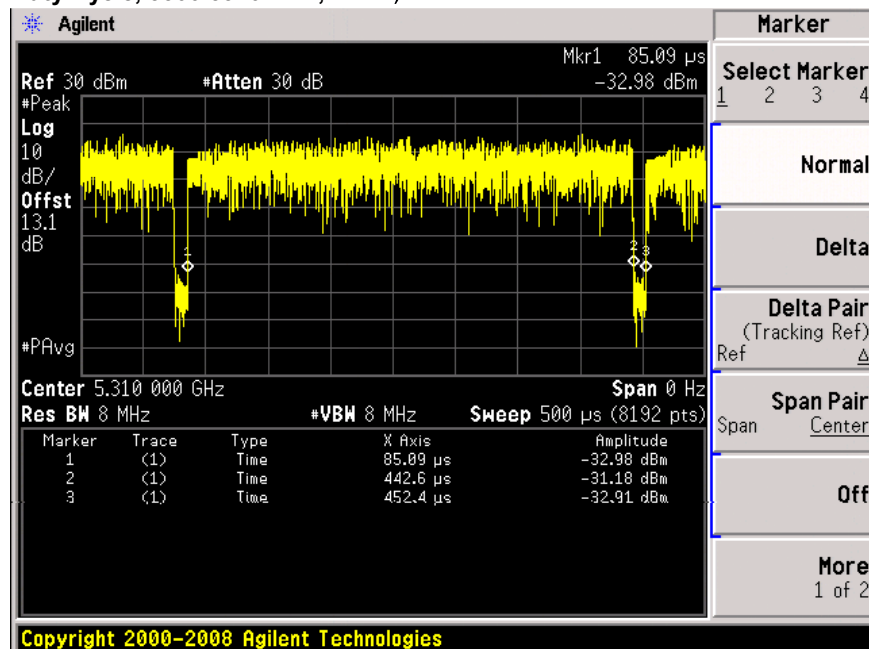 Agilent
Marker
Mkr1 85.09 µs
Ref 30 dBm #Atten 30 dB -32.98 dBm
#Peak
Log
10
dB/
Offst
13.1
dB
1
2
3
#PAvg
Center 5.310 000 GHz Span 0 Hz
Res BW 8 MHz #VBW 8 MHz Sweep 500 µs (8192 pts)
Marker Trace Type X Axis Amplitude
1 (1) Time 85.09 µs -32.98 dBm
2 (1) Time 442.6 µs -31.18 dBm
3 (1) Time 452.4 µs -32.91 dBm
Select Marker
1 2 3 4
Normal
Delta
Delta Pair
(Tracking Ref)
Ref Δ
Span Pair
Span Center
Off
More
1 of 2
Copyright 2000-2008 Agilent Technologies